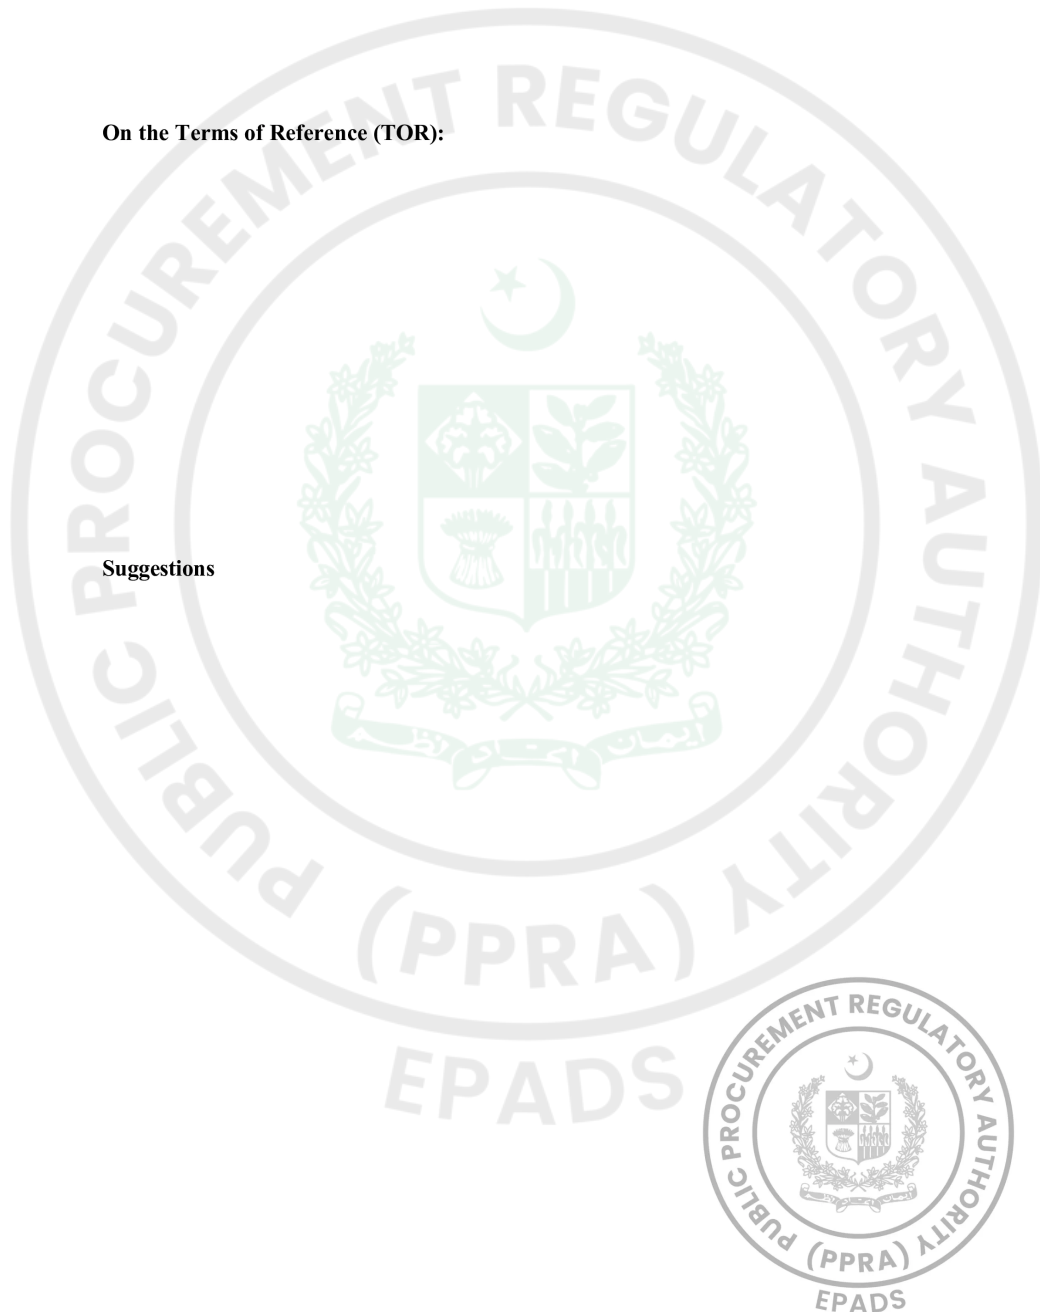 On the Terms of Reference (TOR):
Suggestions
PUBLIC PROCUREMENT REGULATORY AUTHORITY
(PPRA)
EPADS
PUBLIC PROCUREMENT REGULATORY AUTHORITY
(PPRA)
EPADS